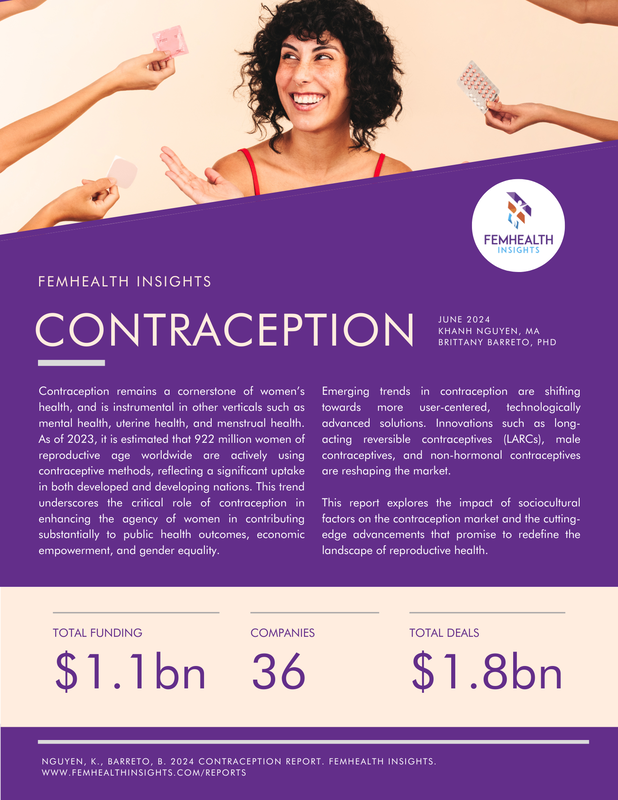 FEMHEALTH
INSIGHTS
FEMHEALTH INSIGHTS
CONTRACEPTION
JUNE 2024
KHANH NGUYEN, MA
BRITTANY BARRETO, PHD
Contraception remains a cornerstone of women’s
health, and is instrumental in other verticals such as
mental health, uterine health, and menstrual health.
As of 2023, it is estimated that 922 million women of
reproductive age worldwide are actively using
contraceptive methods, reflecting a significant uptake
in both developed and developing nations. This trend
underscores the critical role of contraception in
enhancing the agency of women in contributing
substantially to public health outcomes, economic
empowerment, and gender equality.
Emerging trends in contraception are shifting
towards more user-centered, technologically
advanced solutions. Innovations such as long-
acting reversible contraceptives (LARCs), male
contraceptives, and non-hormonal contraceptives
are reshaping the market.
This report explores the impact of sociocultural
factors on the contraception market and the cutting-
edge advancements that promise to redefine the
landscape of reproductive health.
TOTAL FUNDING
$1.1bn
COMPANIES
36
TOTAL DEALS
$1.8bn
NGUYEN, K., BARRETO, B. 2024 CONTRACEPTION REPORT. FEMHEALTH INSIGHTS.
WWW.FEMHEALTHINSIGHTS.COM/REPORTS